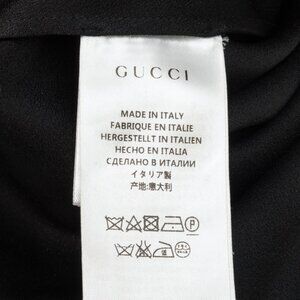 GUCCI
MADE IN ITALY
FABRIQUE EN ITALIE
HERGESTELLT IN ITALIEN
HECHO EN ITALIA
СДЕЛАНО В ИТАЛИИ
イタリア製
产地:意大利